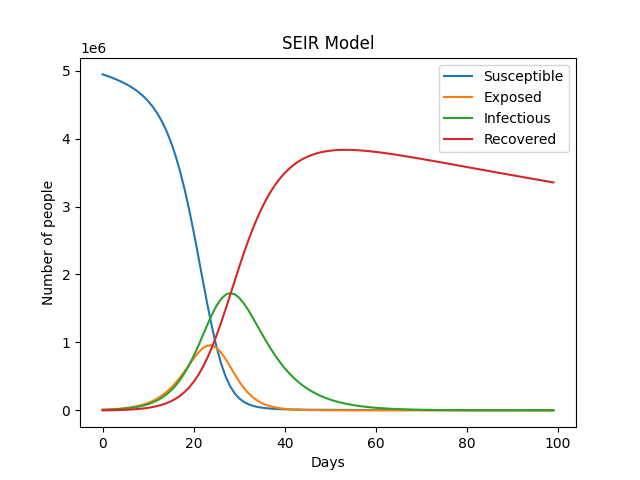 SEIR Model
1e6
Susceptible
Exposed
Infectious
Recovered
5
4
3
2
1
0
Number of people
0 20 40 60 80 100
Days